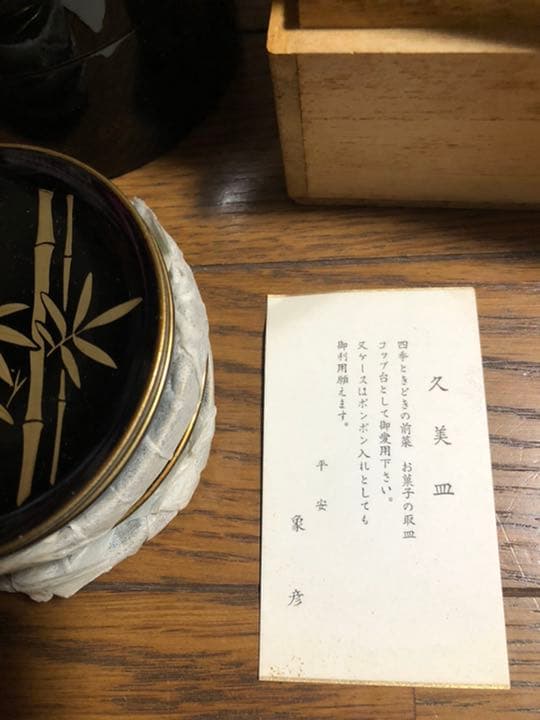 久美皿
四季ときどきの前菜　お菓子の取皿
コップ台として御愛用下さい。
又ケースはボンボン入れとしても
御利用願えます。
平安　象彦